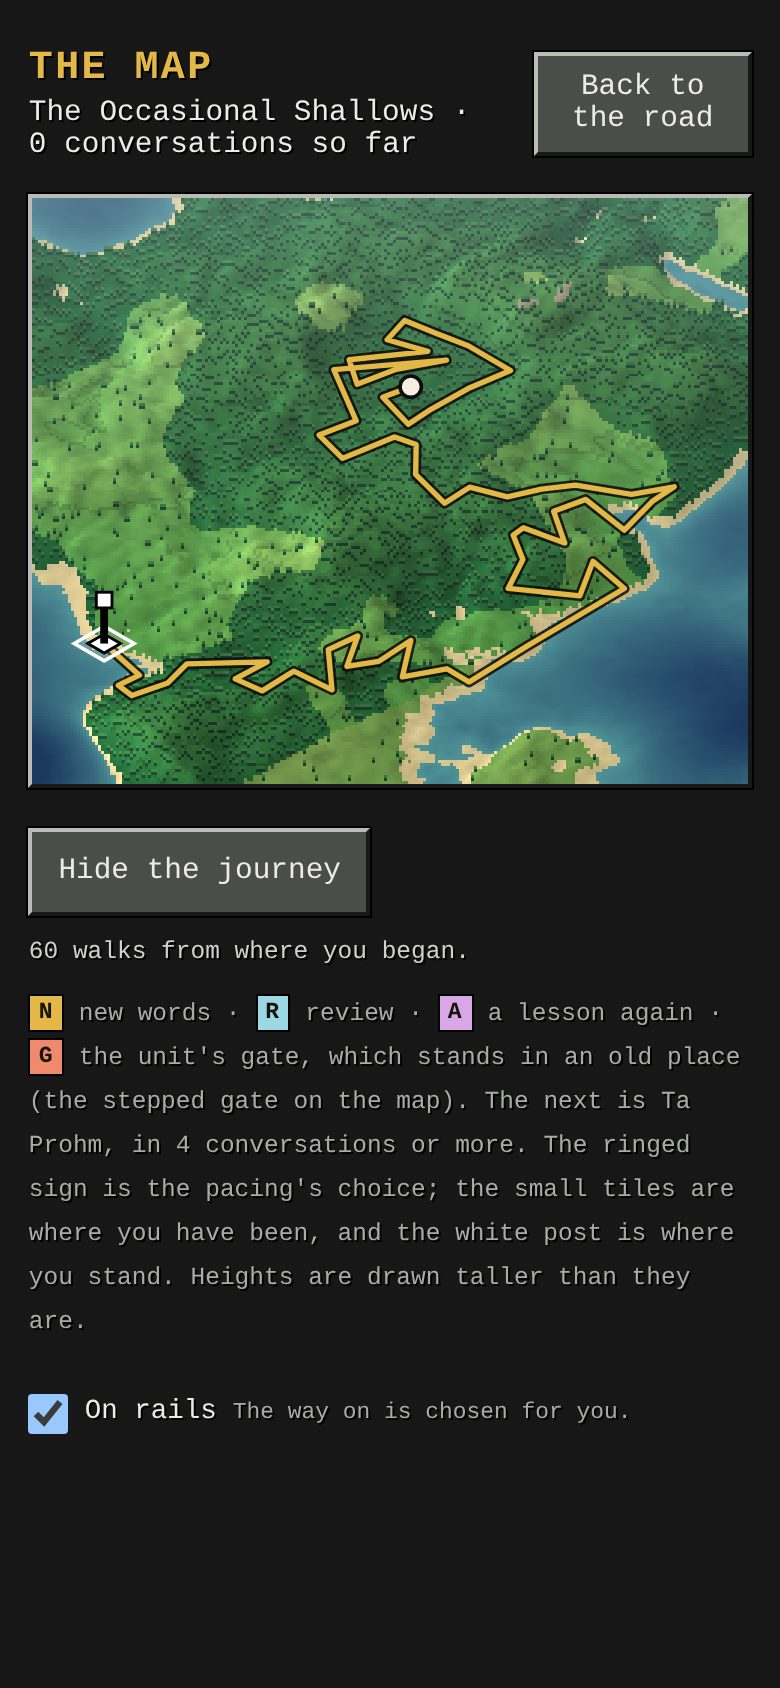 THE MAP
The Occasional Shallows ·
0 conversations so far
Back to
the road
Hide the journey
60 walks from where you began.
N new words · R review · A a lesson again ·
G the unit's gate, which stands in an old place
(the stepped gate on the map). The next is Ta
Prohm, in 4 conversations or more. The ringed
sign is the pacing's choice; the small tiles are
where you have been, and the white post is where
you stand. Heights are drawn taller than they
are.
On rails The way on is chosen for you.